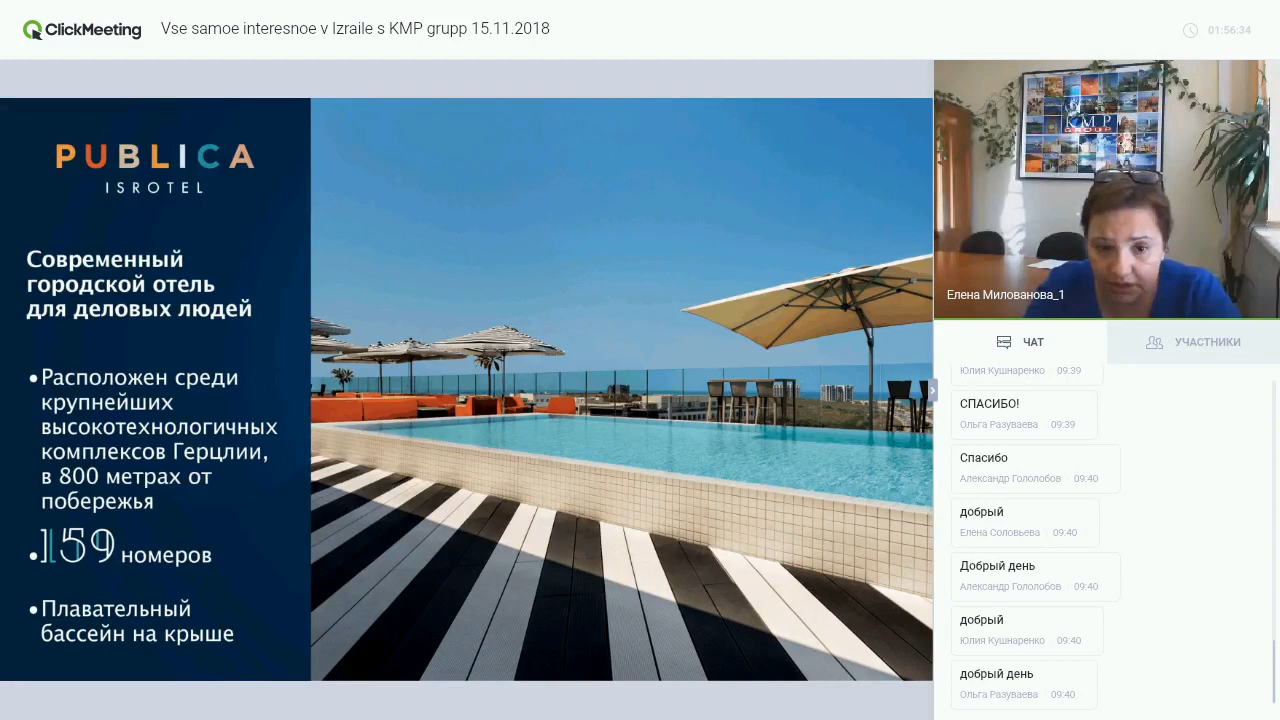 ClickMeeting
Vse samoe interesnoe v Izraile s KMP grupp 15.11.2018
01:56:34
PUBLICA
ISROTEL
Современный
городской отель
для деловых людей
•Расположен среди
крупнейших
высокотехнологичных
комплексов Герцлии,
в 800 метрах от
побережья
•159 номеров
•Плавательный
бассейн на крыше
KMP
GROUP
Елена Милованова_1
ЧАТ
УЧАСТНИКИ
Юлия Кушнаренко 09:39
СПАСИБО!
Ольга Разуваева 09:39
Спасибо
Александр Гололобов 09:40
добрый
Елена Соловьева 09:40
Добрый день
Александр Гололобов 09:40
добрый
Юлия Кушнаренко 09:40
добрый день
Ольга Разуваева 09:40